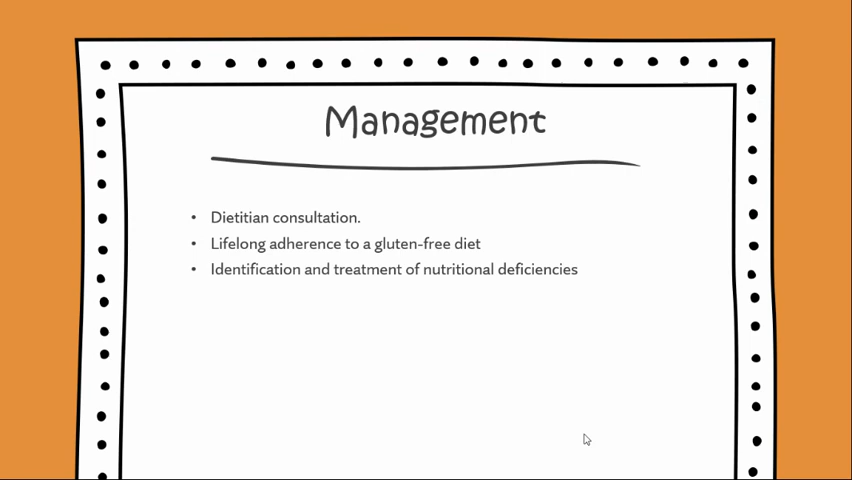 Management
• Dietitian consultation.
• Lifelong adherence to a gluten-free diet
• Identification and treatment of nutritional deficiencies